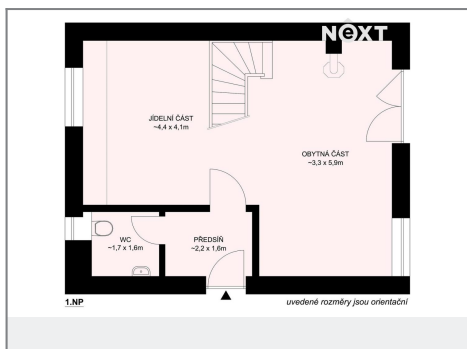 NEXT
JÍDELNÍ ČÁST
~4,4 x 4,1m
OBYTNÁ ČÁST
~3,3 x 5,9m
WC
~1,7 x 1,6m
PŘEDSÍŇ
~2,2 x 1,6m
1.NP
uvedené rozměry jsou orientační